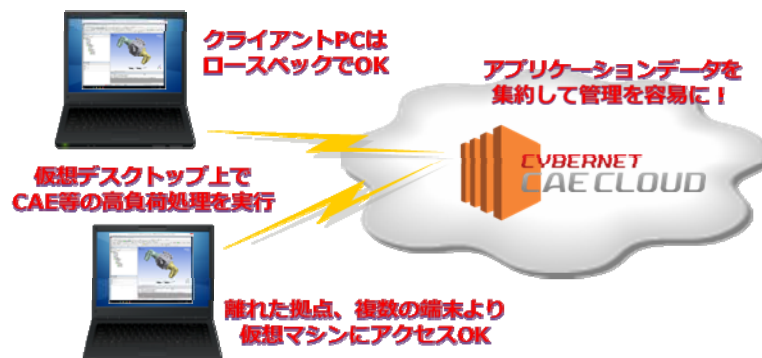 クライアントPCは
ロースペックでOK
アプリケーションデータを
集約して管理を容易に！
CYBERNET
CAE CLOUD
仮想デスクトップ上で
CAE等の高負荷処理を実行
離れた拠点、複数の端末より
仮想マシンにアクセスOK